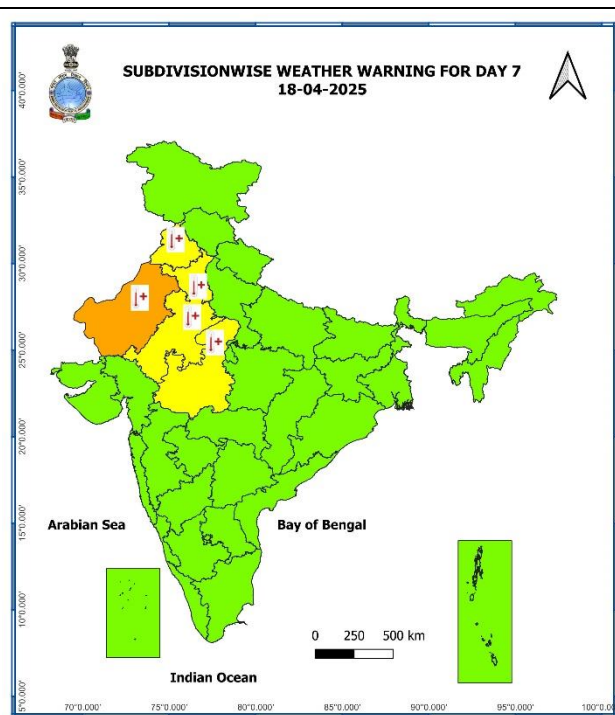 SUBDIVISIONWISE WEATHER WARNING FOR DAY 7
18-04-2025
40°0.000'
35°0.000'
30°0.000'
25°0.000'
20°0.000'
15°0.000'
10°0.000'
5°0.000'
Arabian Sea
Bay of Bengal
0 250 500 km
Indian Ocean
70°0.000' 75°0.000' 80°0.000' 85°0.000' 90°0.000' 95°0.000' 100°0.0